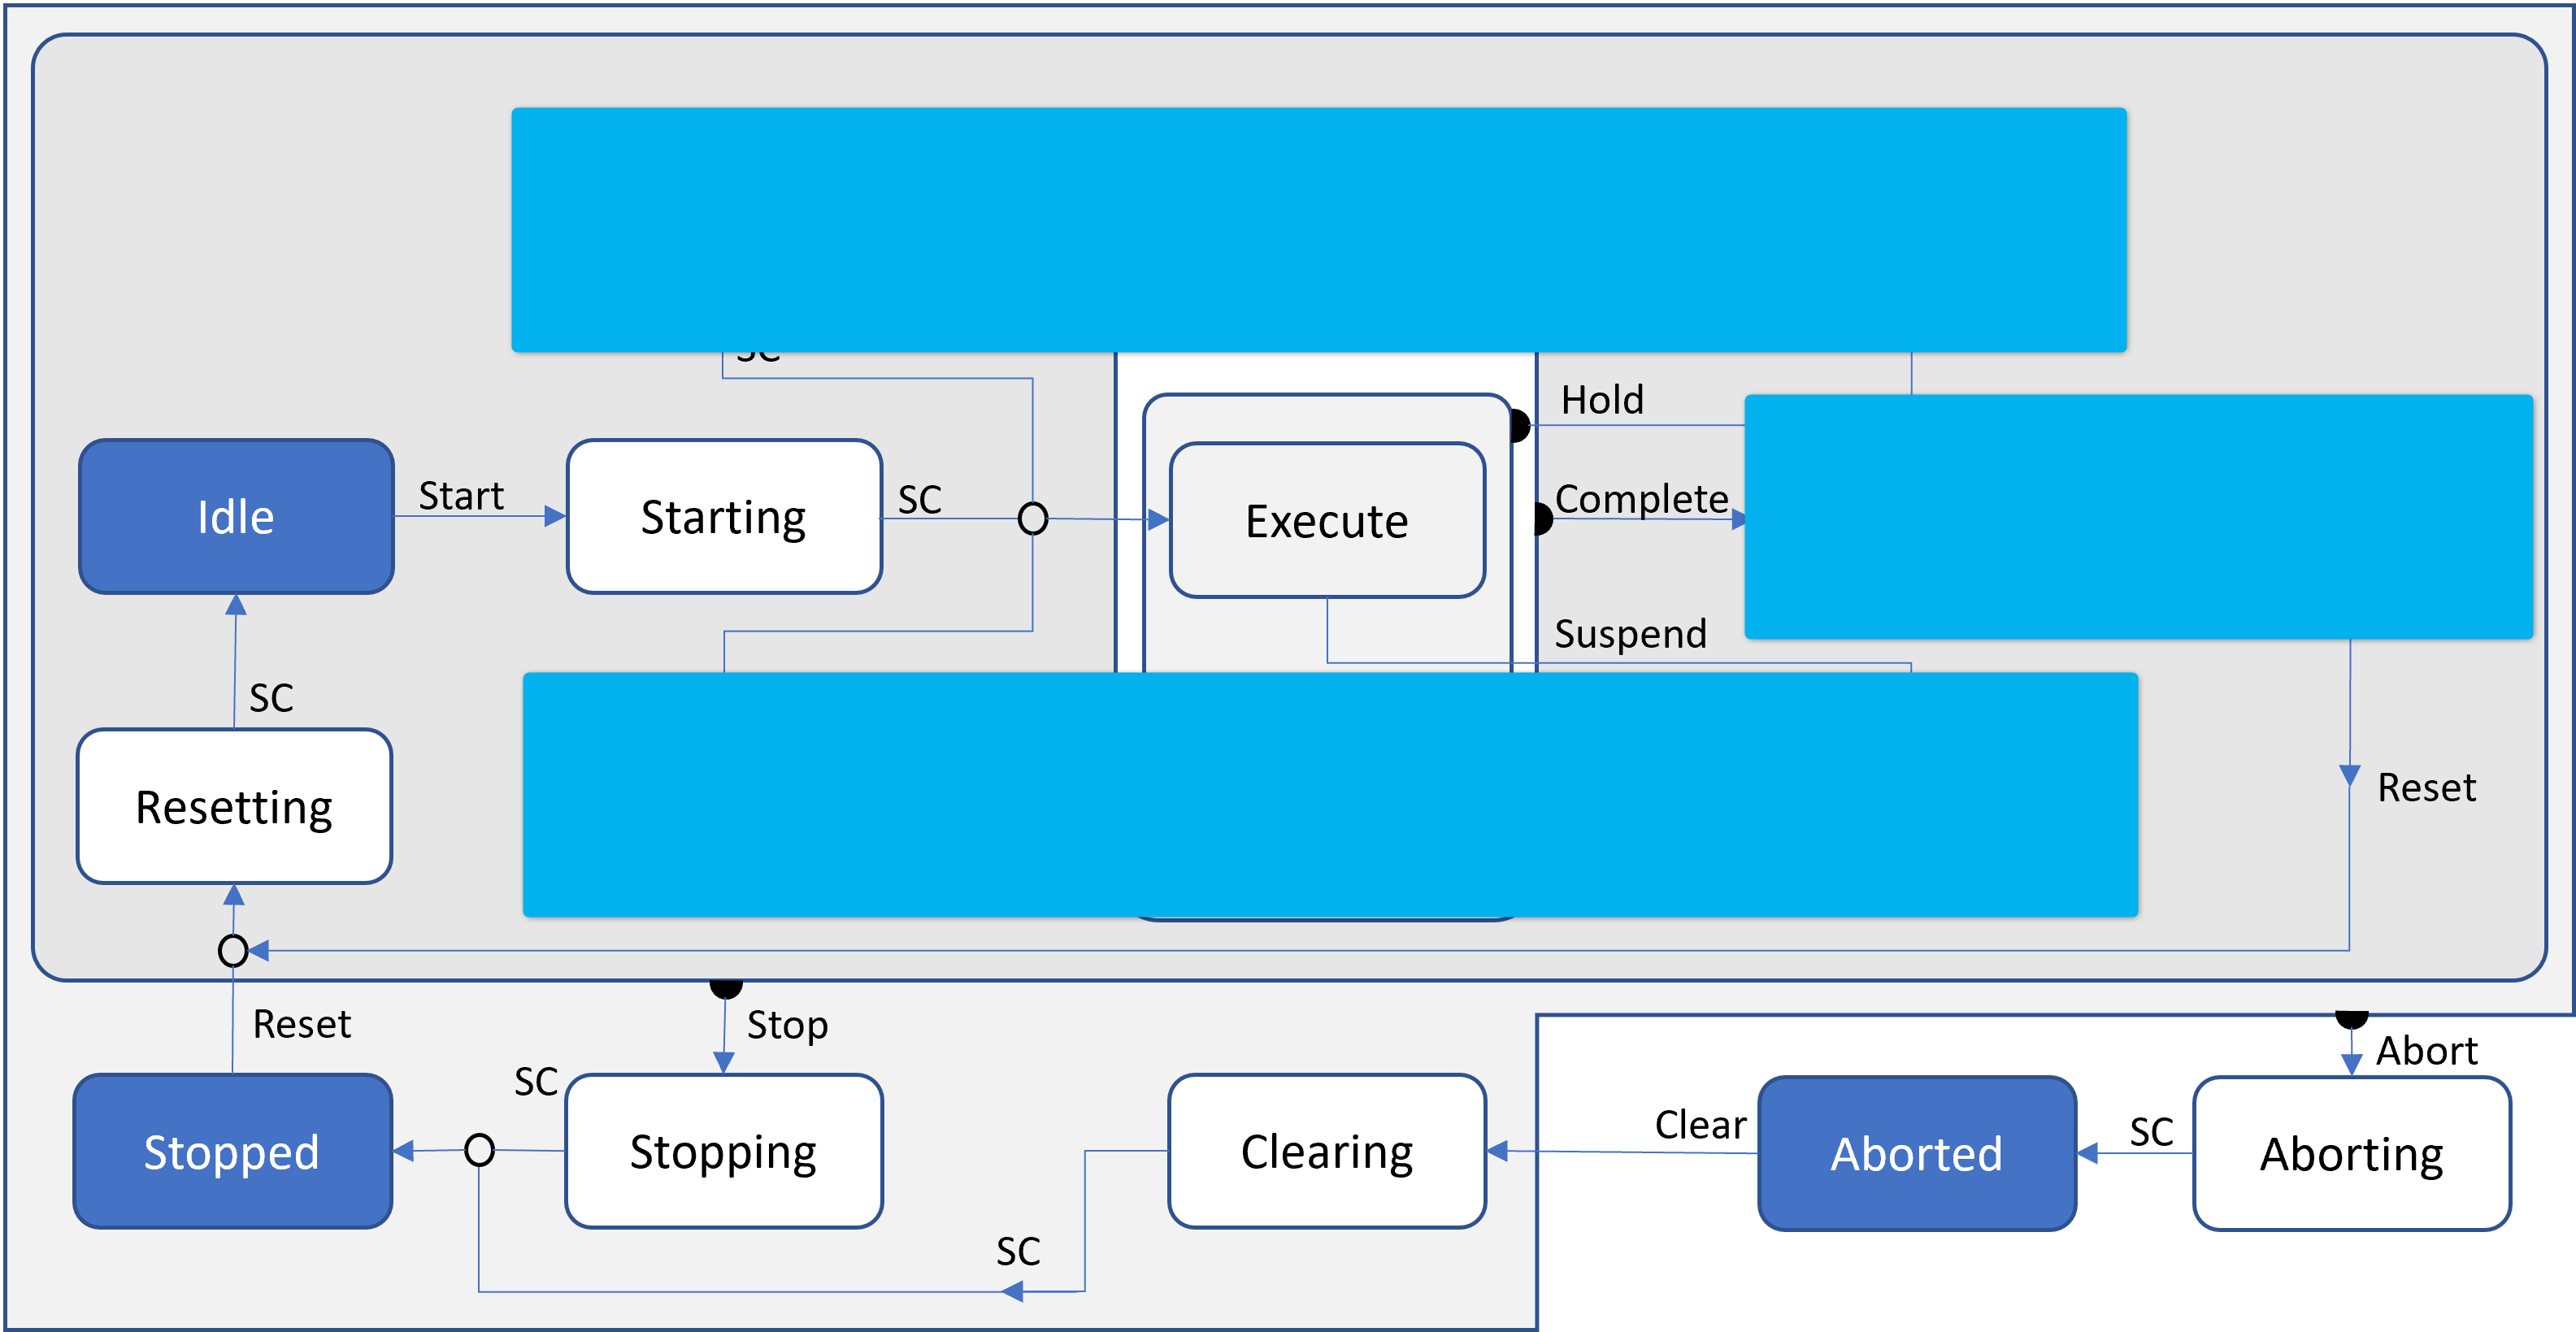 SC
Hold
Idle
Start
Starting
SC
Execute
Complete
Suspend
SC
Resetting
Reset
Reset
Stop
Abort
SC
Stopped
Stopping
Clearing
Clear
Aborted
SC
Aborting
SC